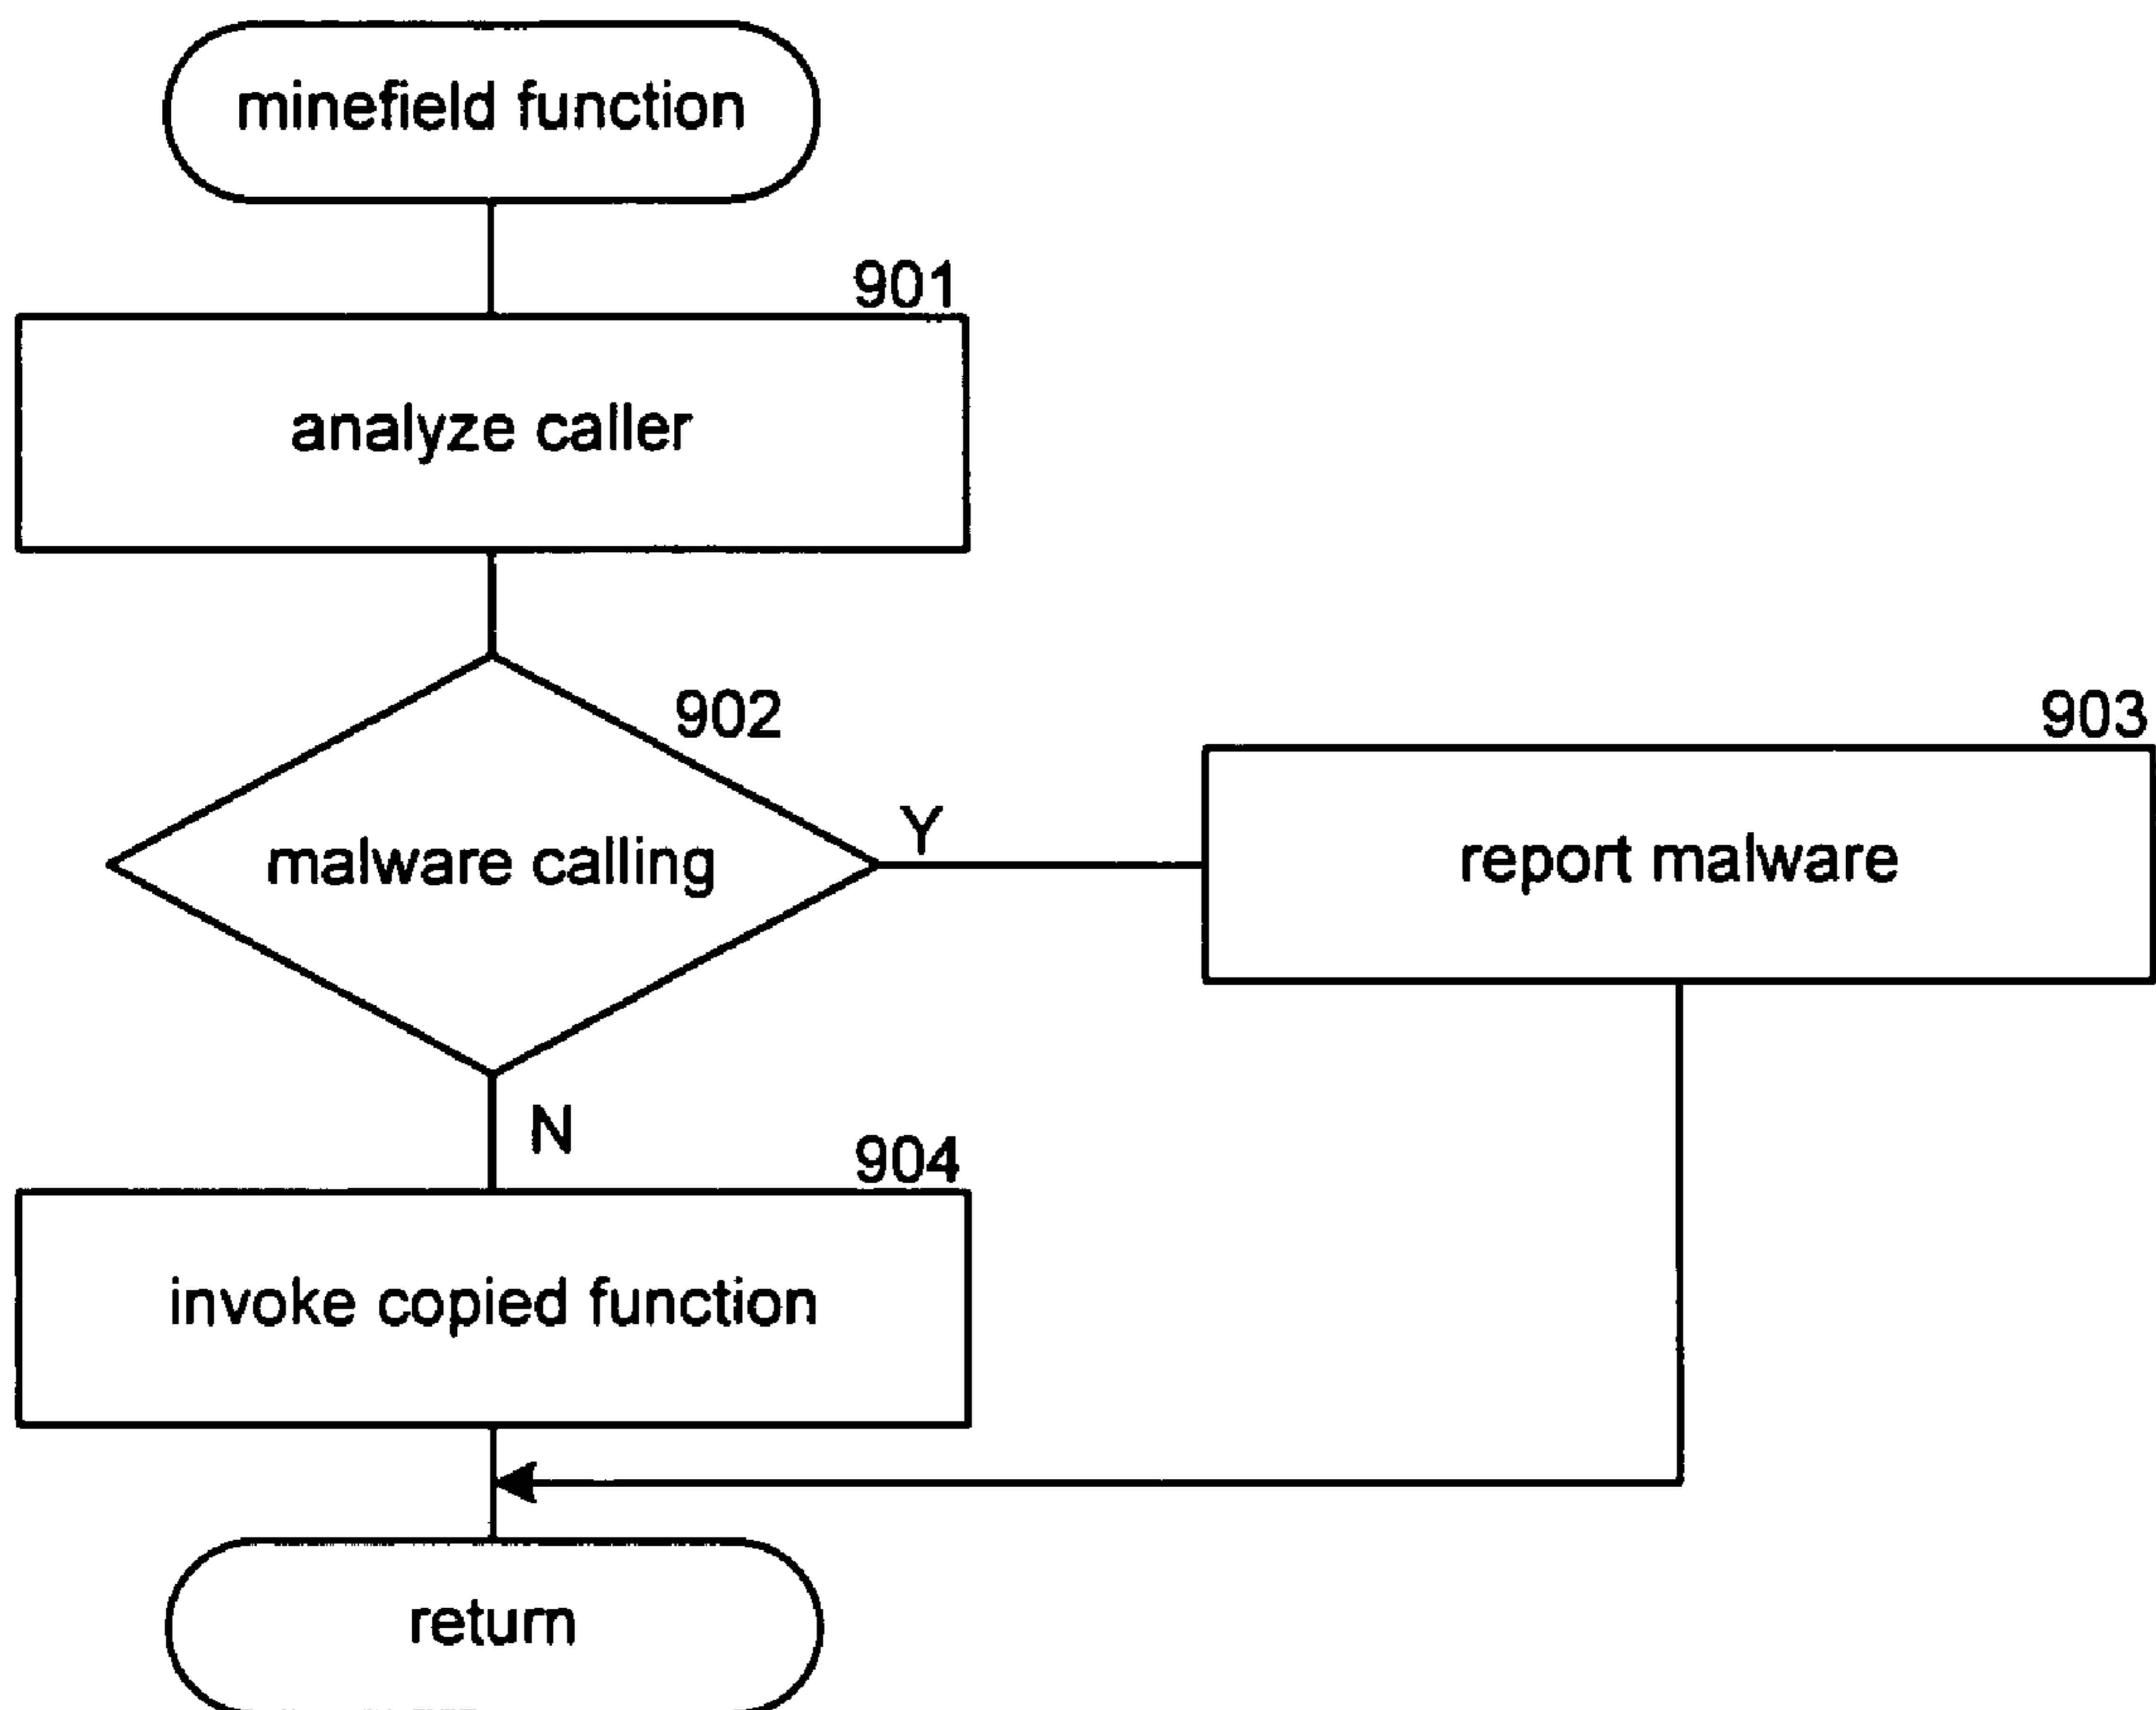 minefield function
901
analyze caller
902
malware calling
Y
903
report malware
N
904
invoke copied function
return